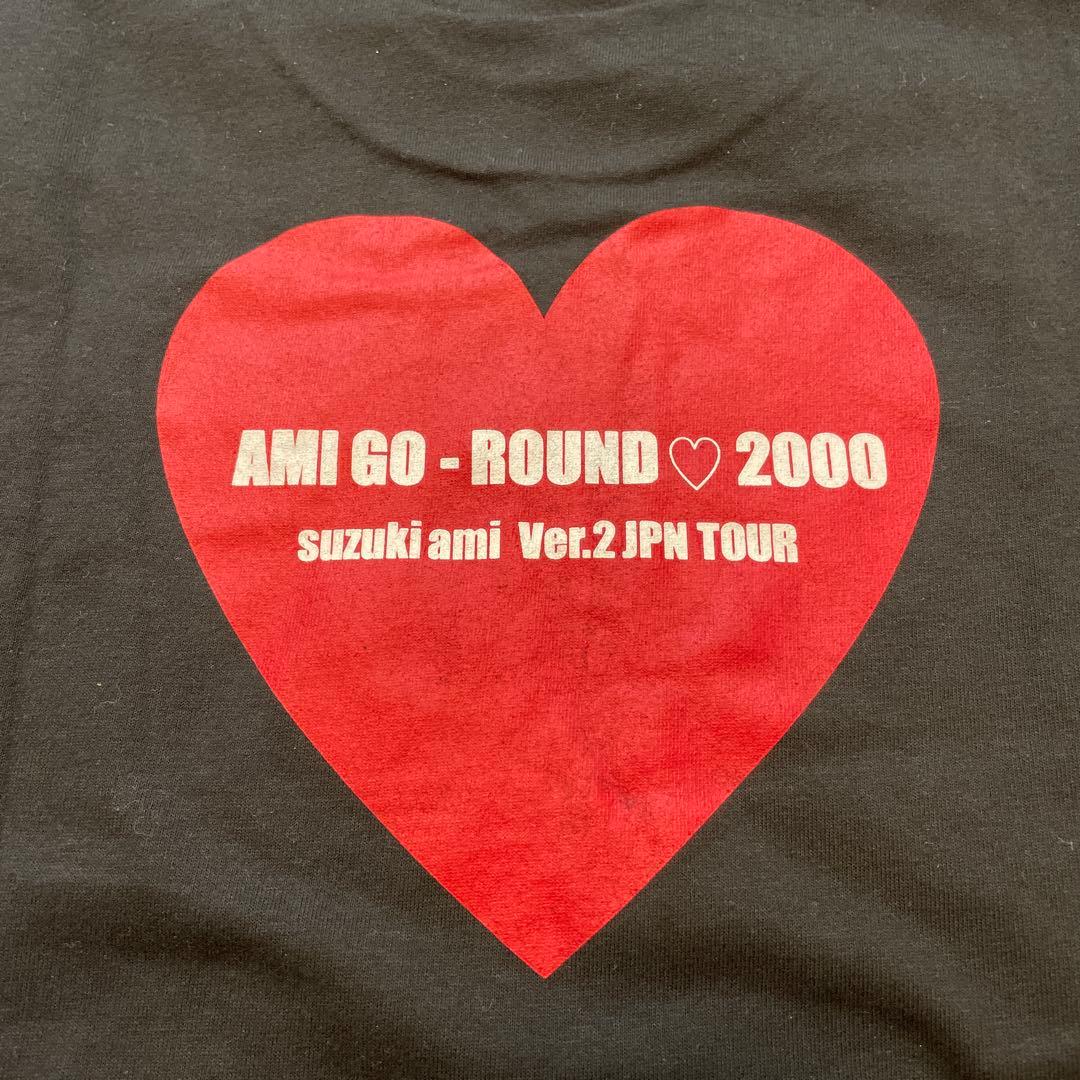 AMI GO - ROUND ♡ 2000
suzuki ami Ver.2 JPN TOUR